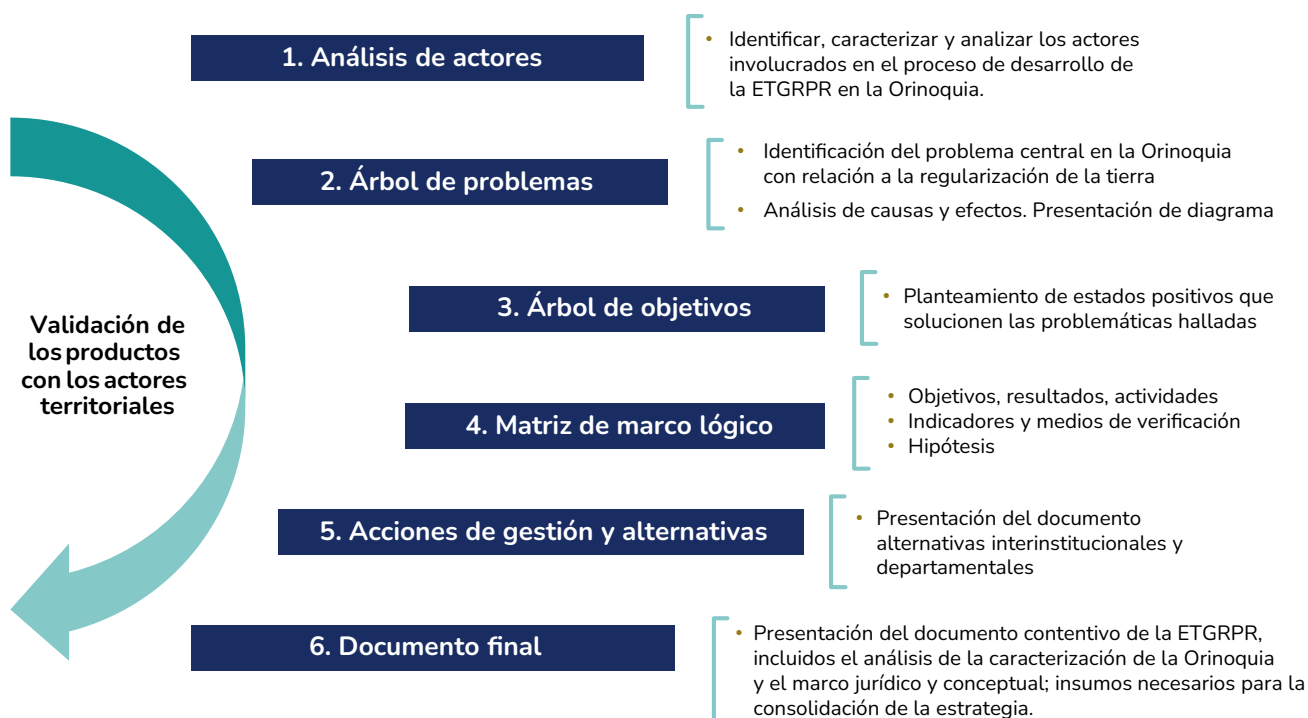 1. Análisis de actores
• Identificar, caracterizar y analizar los actores
involucrados en el proceso de desarrollo de
la ETGRPR en la Orinoquia.
2. Árbol de problemas
• Identificación del problema central en la Orinoquia
con relación a la regularización de la tierra
• Análisis de causas y efectos. Presentación de diagrama
3. Árbol de objetivos
• Planteamiento de estados positivos que
solucionen las problemáticas halladas
Validación de
los productos
con los actores
territoriales
4. Matriz de marco lógico
• Objetivos, resultados, actividades
• Indicadores y medios de verificación
• Hipótesis
5. Acciones de gestión y alternativas
• Presentación del documento
alternativas interinstitucionales y
departamentales
6. Documento final
• Presentación del documento contentivo de la ETGRPR,
incluidos el análisis de la caracterización de la Orinoquia
y el marco jurídico y conceptual; insumos necesarios para la
consolidación de la estrategia.